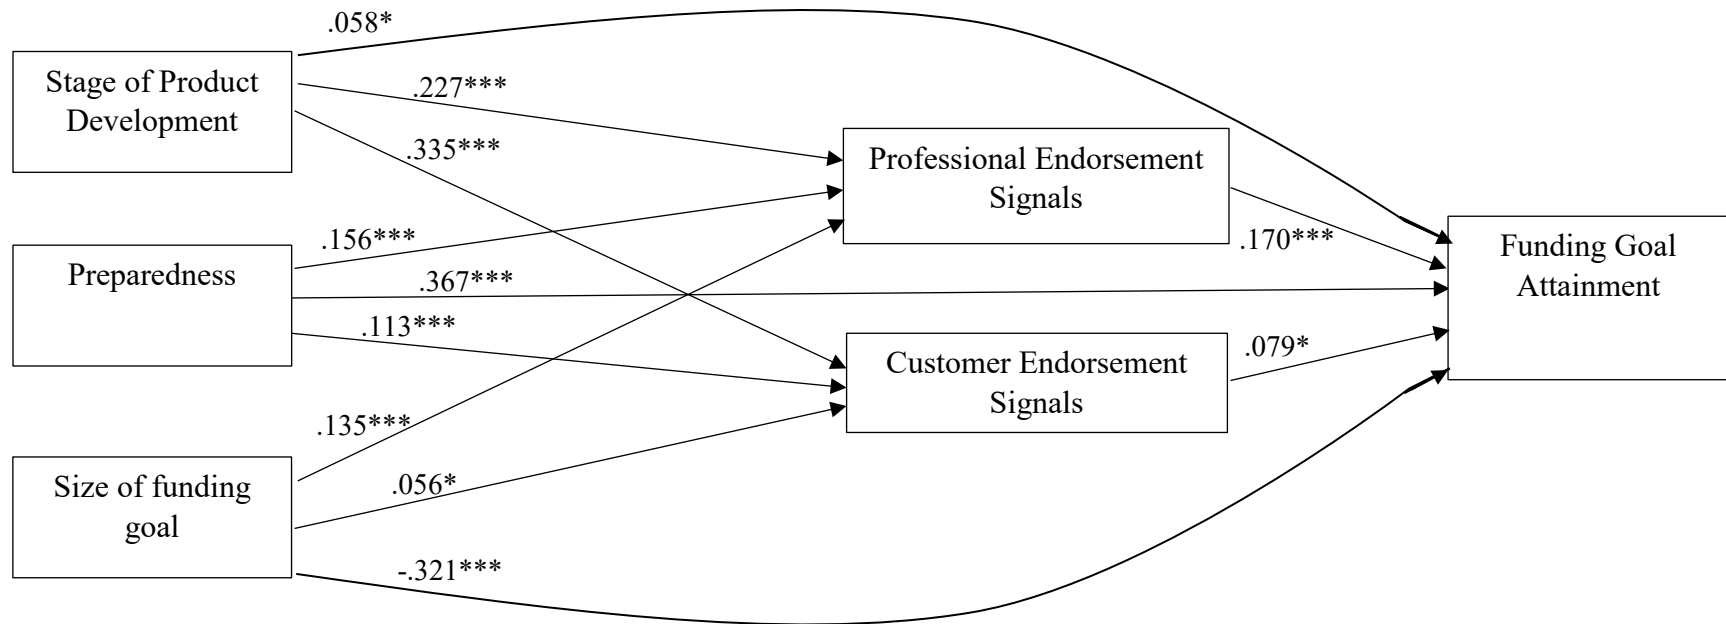 .058*
Stage of Product
Development
.227***
.335***
Professional Endorsement
Signals
.156***
.170***
Preparedness
.367***
.113***
Funding Goal
Attainment
Customer Endorsement
Signals
.079*
.135***
Size of funding
goal
.056*
-.321***